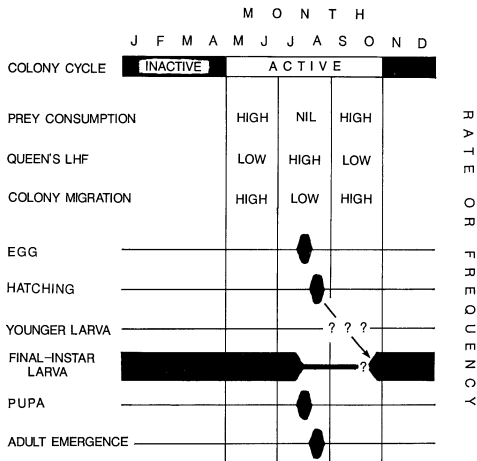 M O N T H
J F M A M J J A S O N D
COLONY CYCLE INACTIVE ACTIVE
PREY CONSUMPTION HIGH NIL HIGH
QUEEN'S LHF LOW HIGH LOW
COLONY MIGRATION HIGH LOW HIGH
EGG
HATCHING
YOUNGER LARVA ? ? ?
FINAL-INSTAR
LARVA ?
PUPA
ADULT EMERGENCE
RATE OR FREQUENCY